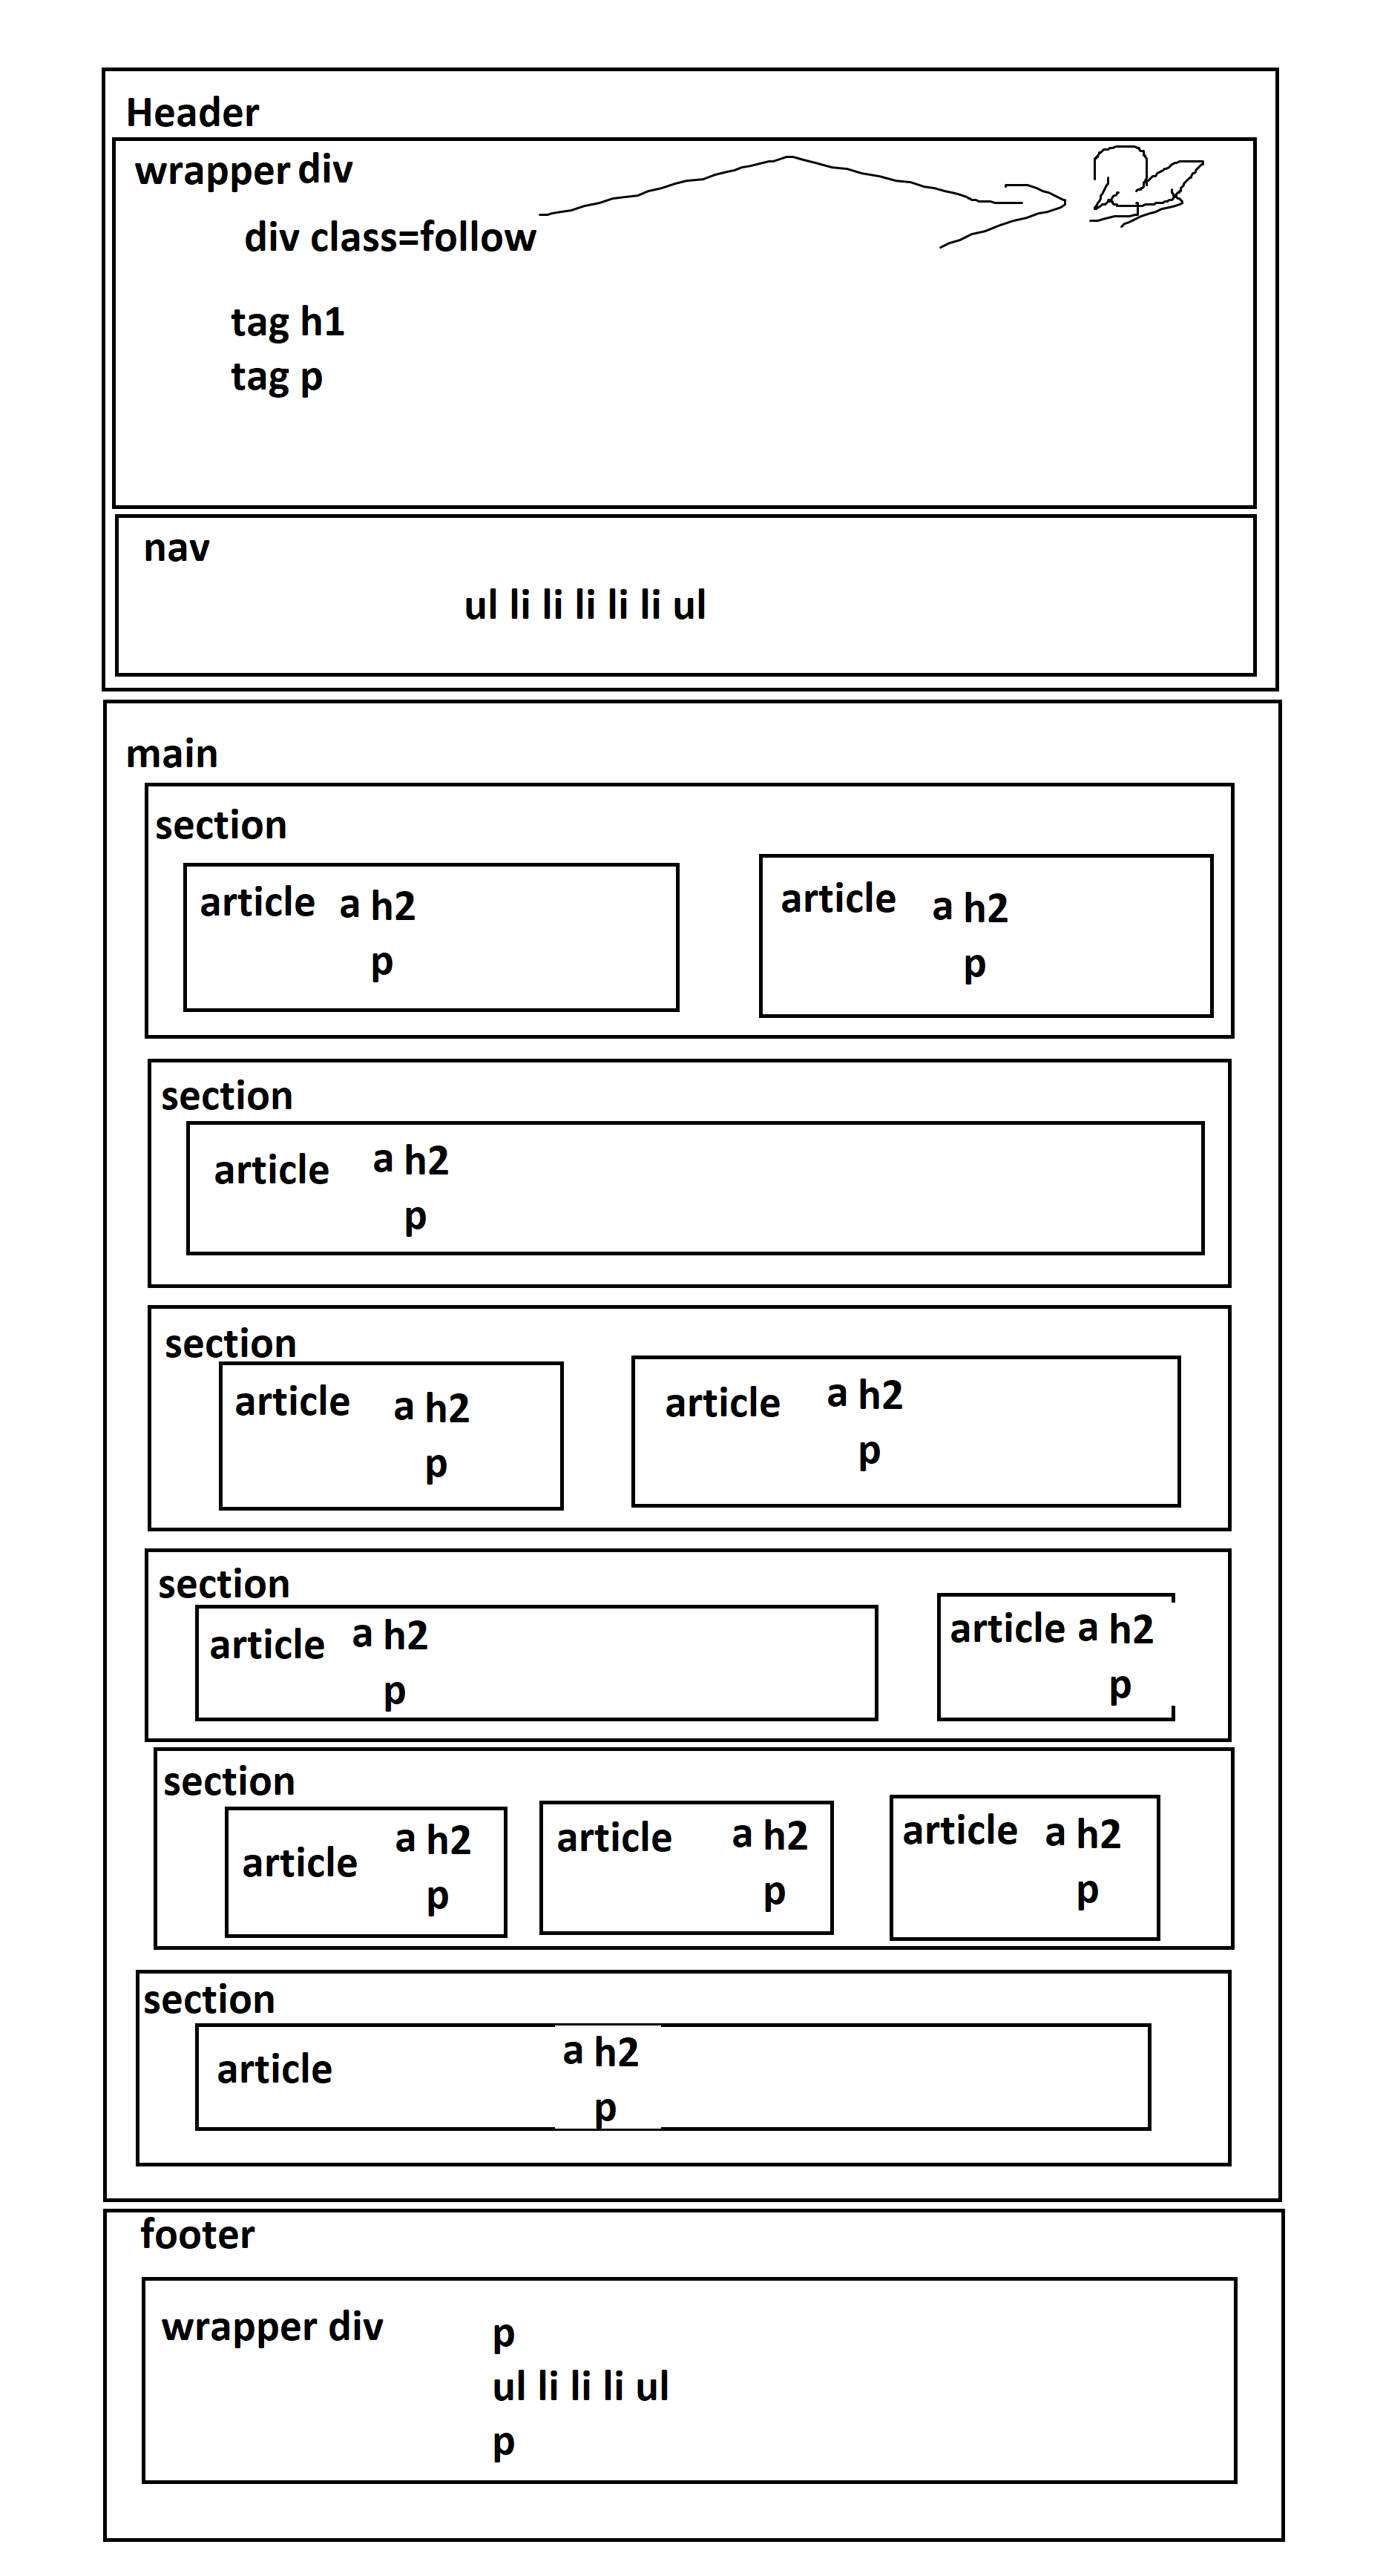 Header
wrapper div
div class=follow
tag h1
tag p
nav
ul li li li li li ul
main
section
article a h2
p
article a h2
p
section
article a h2
p
section
article a h2
p
article a h2
p
section
article a h2
p
article a h2
p
section
article a h2
p
article a h2
p
article a h2
p
section
article a h2
p
footer
wrapper div p
ul li li li ul
p